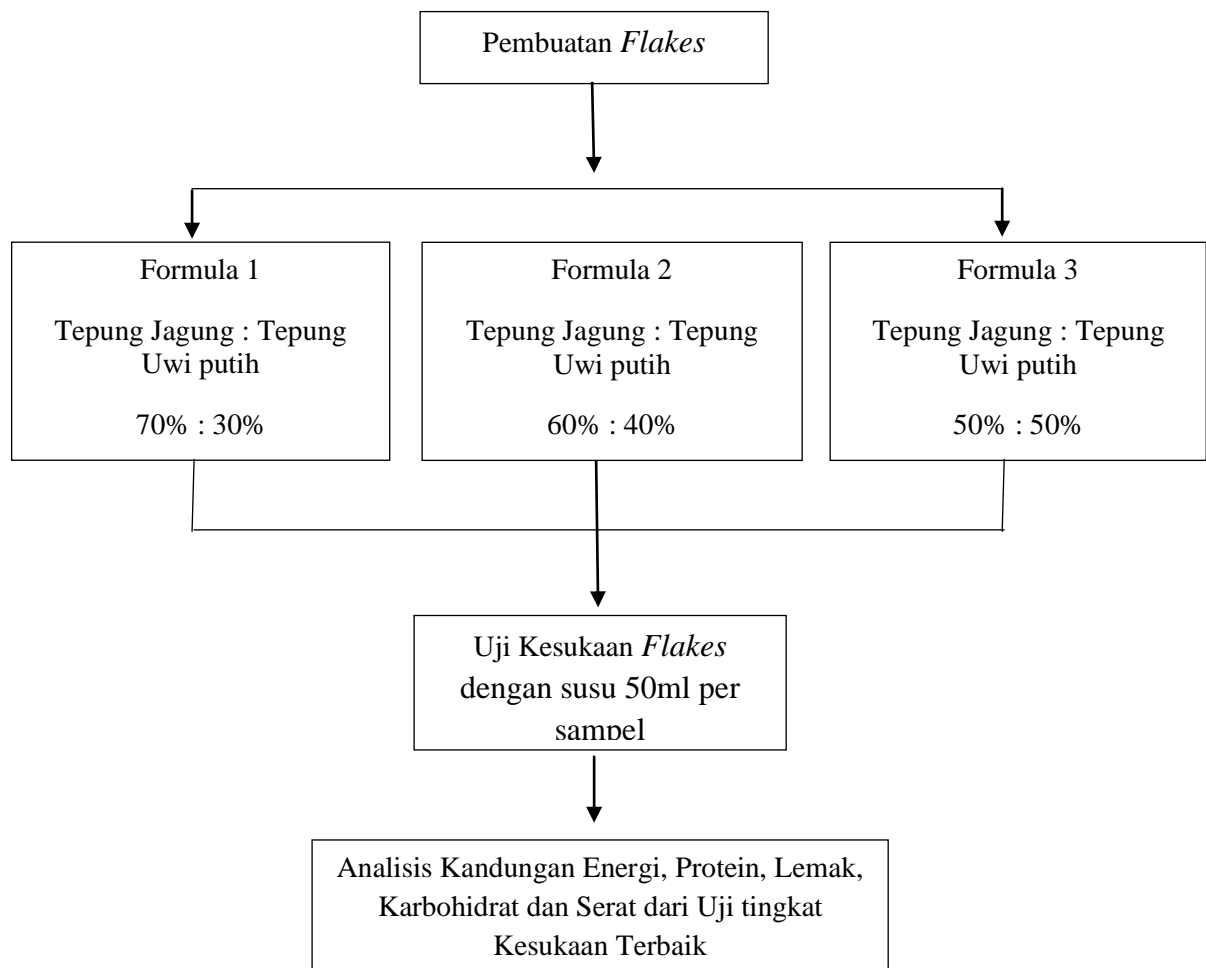 Pembuatan Flakes
Formula 1
Tepung Jagung : Tepung
Uwi putih
70% : 30%
Formula 2
Tepung Jagung : Tepung
Uwi putih
60% : 40%
Formula 3
Tepung Jagung : Tepung
Uwi putih
50% : 50%
Uji Kesukaan Flakes
dengan susu 50ml per
sampel
Analisis Kandungan Energi, Protein, Lemak,
Karbohidrat dan Serat dari Uji tingkat
Kesukaan Terbaik